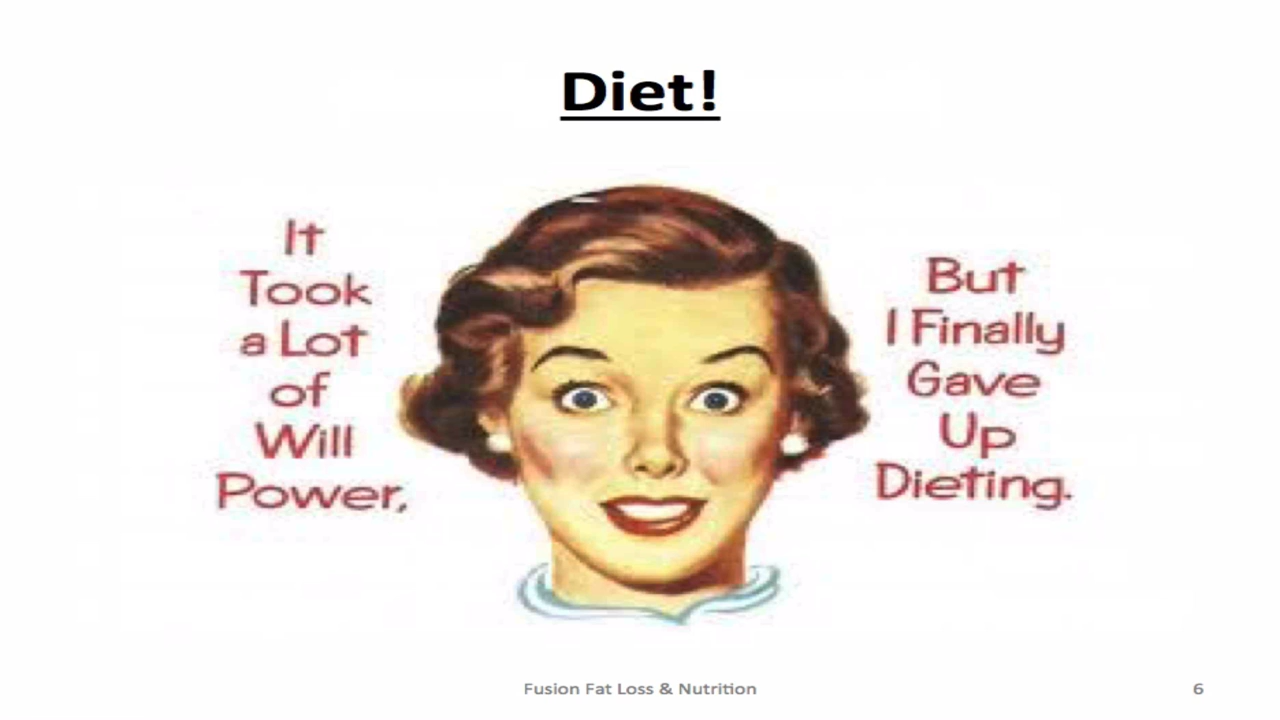 Diet!
It
Took
a Lot
of
Will
Power,
But
I Finally
Gave
Up
Dieting.
Fusion Fat Loss & Nutrition
6